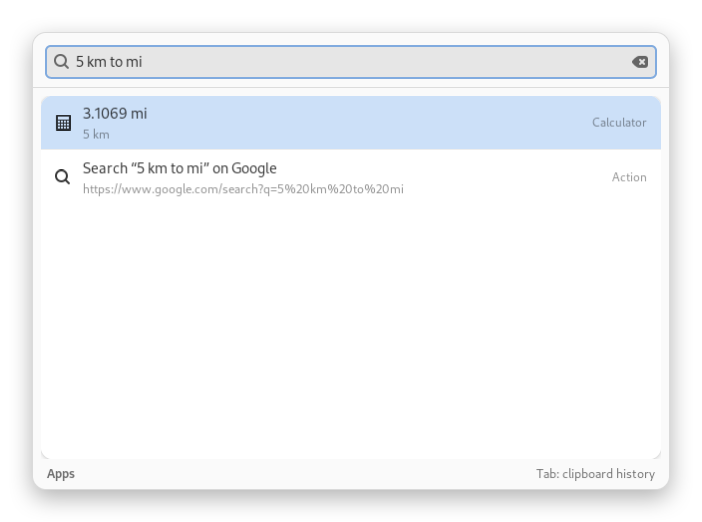 5 km to mi
3.1069 mi
5 km
Calculator
Search “5 km to mi” on Google
https://www.google.com/search?q=5%20km%20to%20mi
Action
Apps
Tab: clipboard history